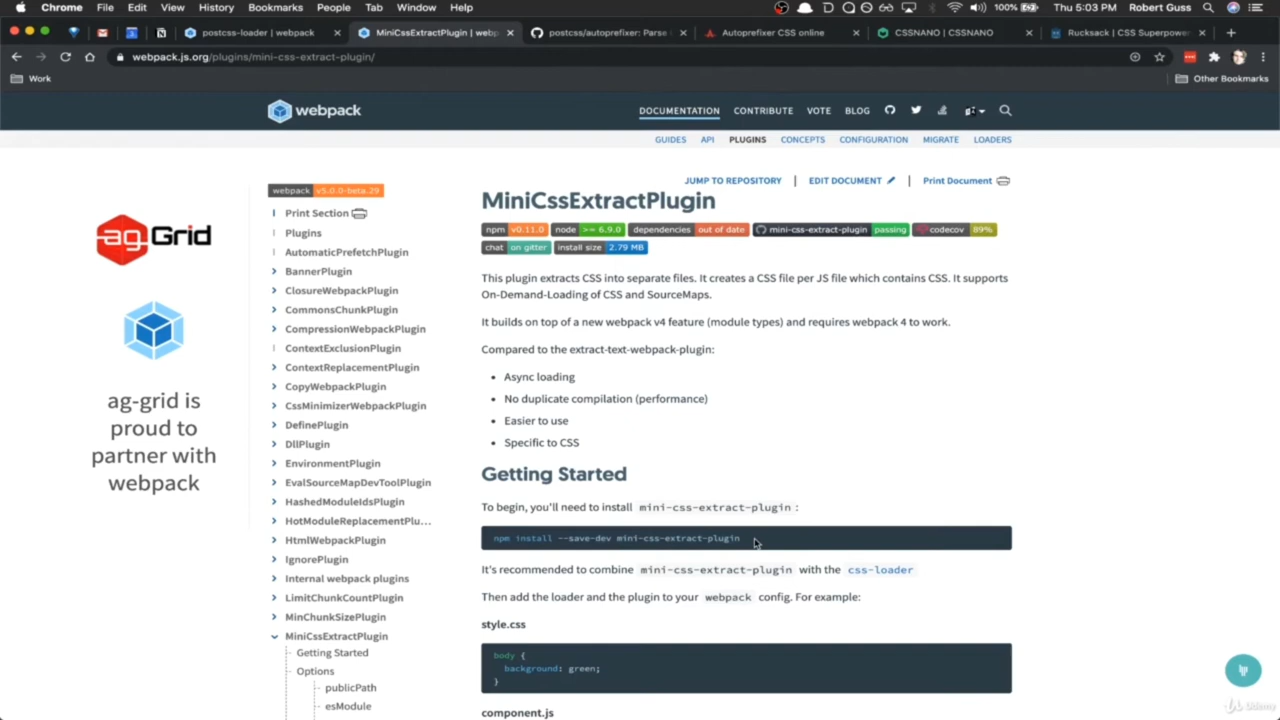 Chrome File Edit View History Bookmarks People Tab Window Help 100% Thu 5:03 PM Robert Guss
postcss-loader | webpack MiniCssExtractPlugin | webp postcss/autoprefixer: Parse Autoprefixer CSS online CSSNANO | CSSNANO Rucksack | CSS Superpower
webpack.js.org/plugins/mini-css-extract-plugin/
Work Other Bookmarks
webpack DOCUMENTATION CONTRIBUTE VOTE BLOG
GUIDES API PLUGINS CONCEPTS CONFIGURATION MIGRATE LOADERS
JUMP TO REPOSITORY | EDIT DOCUMENT | Print Document
ag-Grid
ag-grid is
proud to
partner with
webpack
webpack v5.0.0-beta.29
Print Section
Plugins
AutomaticPrefetchPlugin
BannerPlugin
ClosureWebpackPlugin
CommonsChunkPlugin
CompressionWebpackPlugin
ContextExclusionPlugin
ContextReplacementPlugin
CopyWebpackPlugin
CssMinimizerWebpackPlugin
DefinePlugin
DllPlugin
EnvironmentPlugin
EvalSourceMapDevToolPlugin
HashedModuleIdsPlugin
HotModuleReplacementPlu...
HtmlWebpackPlugin
IgnorePlugin
Internal webpack plugins
LimitChunkCountPlugin
MinChunkSizePlugin
MiniCssExtractPlugin
Getting Started
Options
publicPath
esModule
MiniCssExtractPlugin
npm v0.11.0 node >= 6.9.0 dependencies out of date mini-css-extract-plugin passing codecov 89%
chat on gitter install size 2.79 MB
This plugin extracts CSS into separate files. It creates a CSS file per JS file which contains CSS. It supports
On-Demand-Loading of CSS and SourceMaps.
It builds on top of a new webpack v4 feature (module types) and requires webpack 4 to work.
Compared to the extract-text-webpack-plugin:
• Async loading
• No duplicate compilation (performance)
• Easier to use
• Specific to CSS
Getting Started
To begin, you'll need to install mini-css-extract-plugin :
npm install --save-dev mini-css-extract-plugin
It's recommended to combine mini-css-extract-plugin with the css-loader
Then add the loader and the plugin to your webpack config. For example:
style.css
body {
background: green;
}
component.js
Udemy